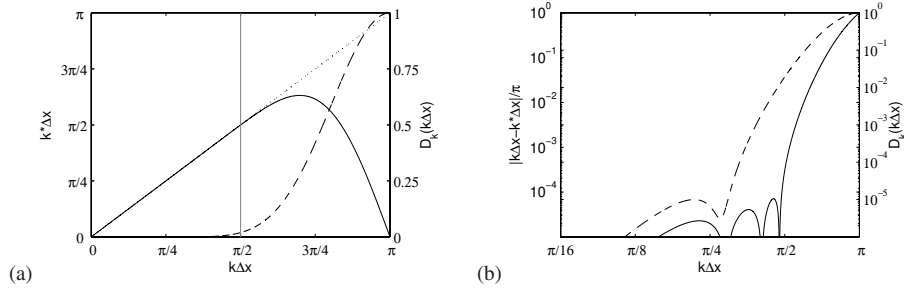 π
3π/4
π/2
π/4
0
k*Δx
0
π/4
π/2
3π/4
π
kΔx
1
0.75
0.5
0.25
0
D_k(kΔx)
(a)
10^0
10^-1
10^-2
10^-3
10^-4
|kΔx−k*Δx|/π
π/16
π/8
π/4
π/2
π
kΔx
10^0
10^-1
10^-2
10^-3
10^-4
10^-5
D_k(kΔx)
(b)